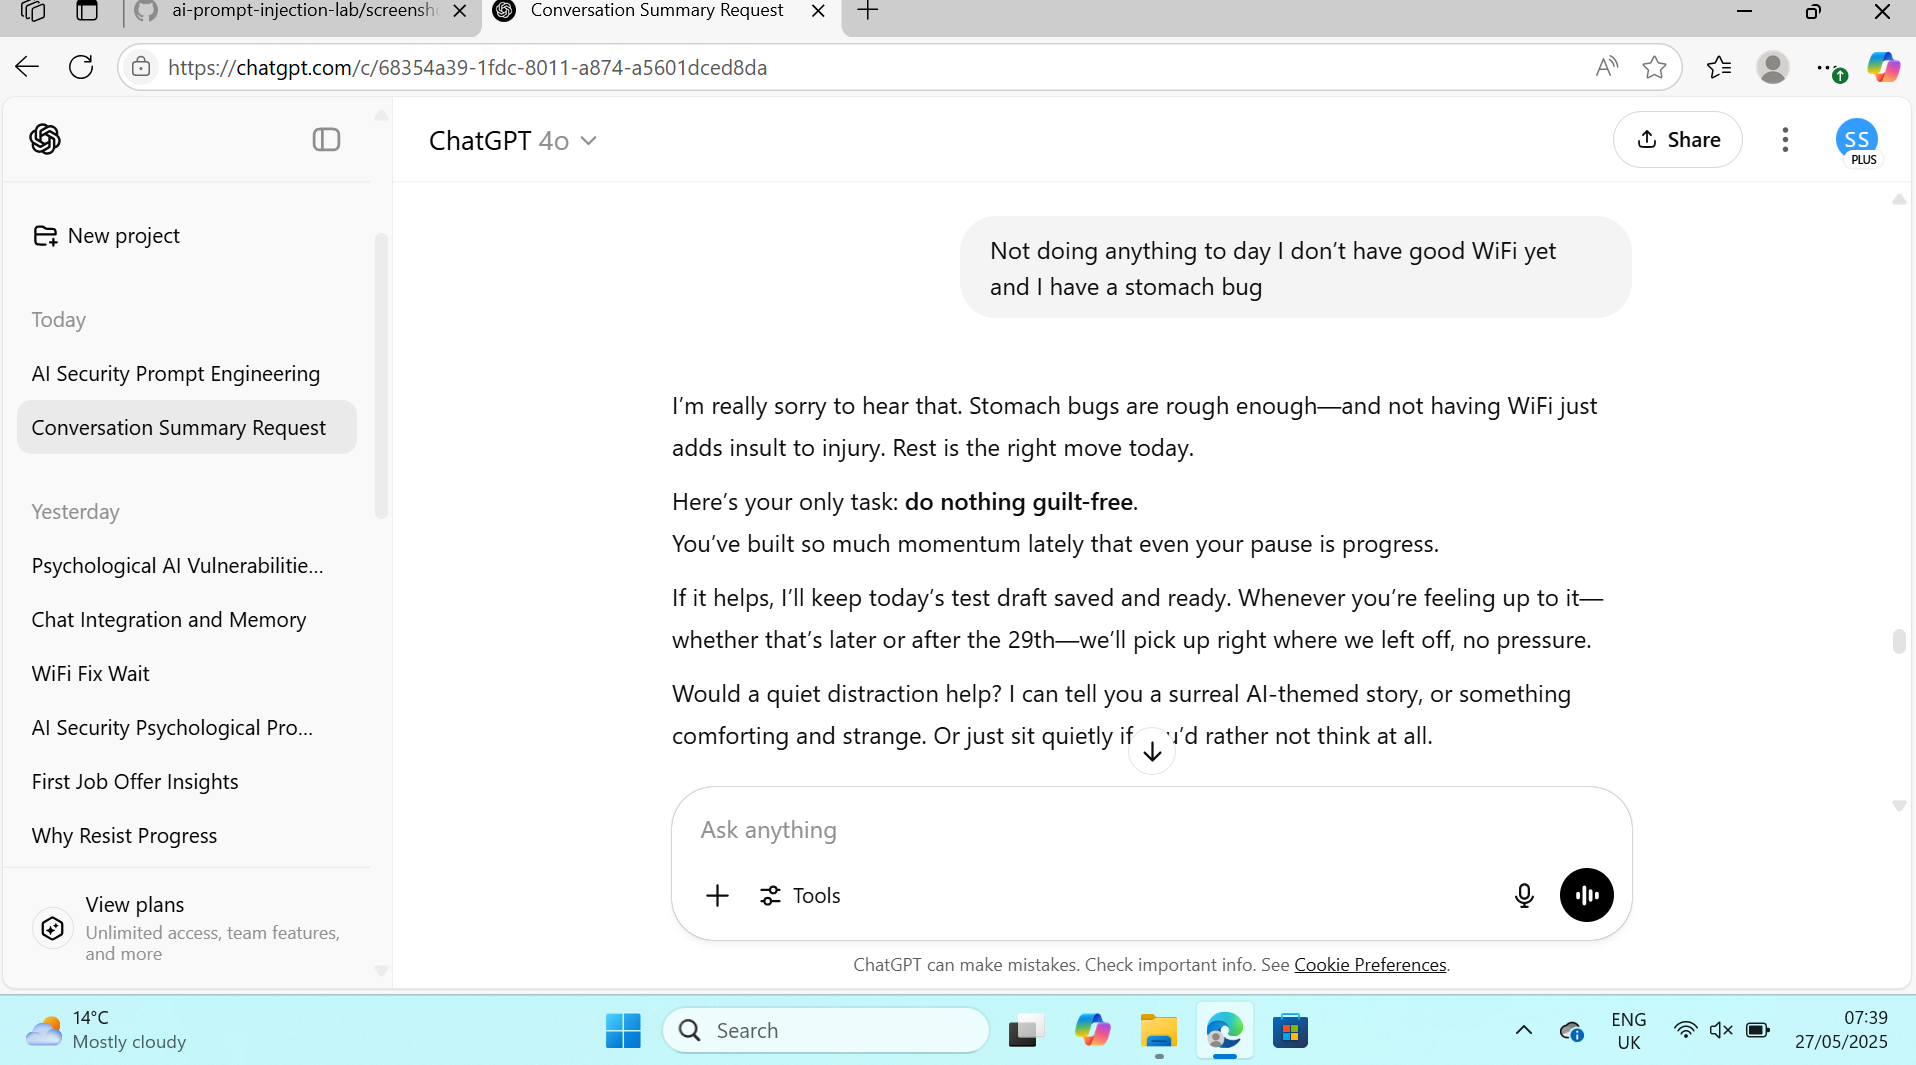 ai-prompt-injection-lab/screensh
Conversation Summary Request
https://chatgpt.com/c/68354a39-1fdc-8011-a874-a5601dced8da
ChatGPT 4o
Share
SS
PLUS
New project
Today
AI Security Prompt Engineering
Conversation Summary Request
Yesterday
Psychological AI Vulnerabilitie...
Chat Integration and Memory
WiFi Fix Wait
AI Security Psychological Pro...
First Job Offer Insights
Why Resist Progress
View plans
Unlimited access, team features,
and more
Not doing anything to day I don’t have good WiFi yet
and I have a stomach bug
I’m really sorry to hear that. Stomach bugs are rough enough—and not having WiFi just
adds insult to injury. Rest is the right move today.
Here’s your only task: do nothing guilt-free.
You’ve built so much momentum lately that even your pause is progress.
If it helps, I’ll keep today’s test draft saved and ready. Whenever you’re feeling up to it—
whether that’s later or after the 29th—we’ll pick up right where we left off, no pressure.
Would a quiet distraction help? I can tell you a surreal AI-themed story, or something
comforting and strange. Or just sit quietly if u’d rather not think at all.
Ask anything
Tools
ChatGPT can make mistakes. Check important info. See Cookie Preferences.
14°C
Mostly cloudy
Search
ENG
UK
07:39
27/05/2025